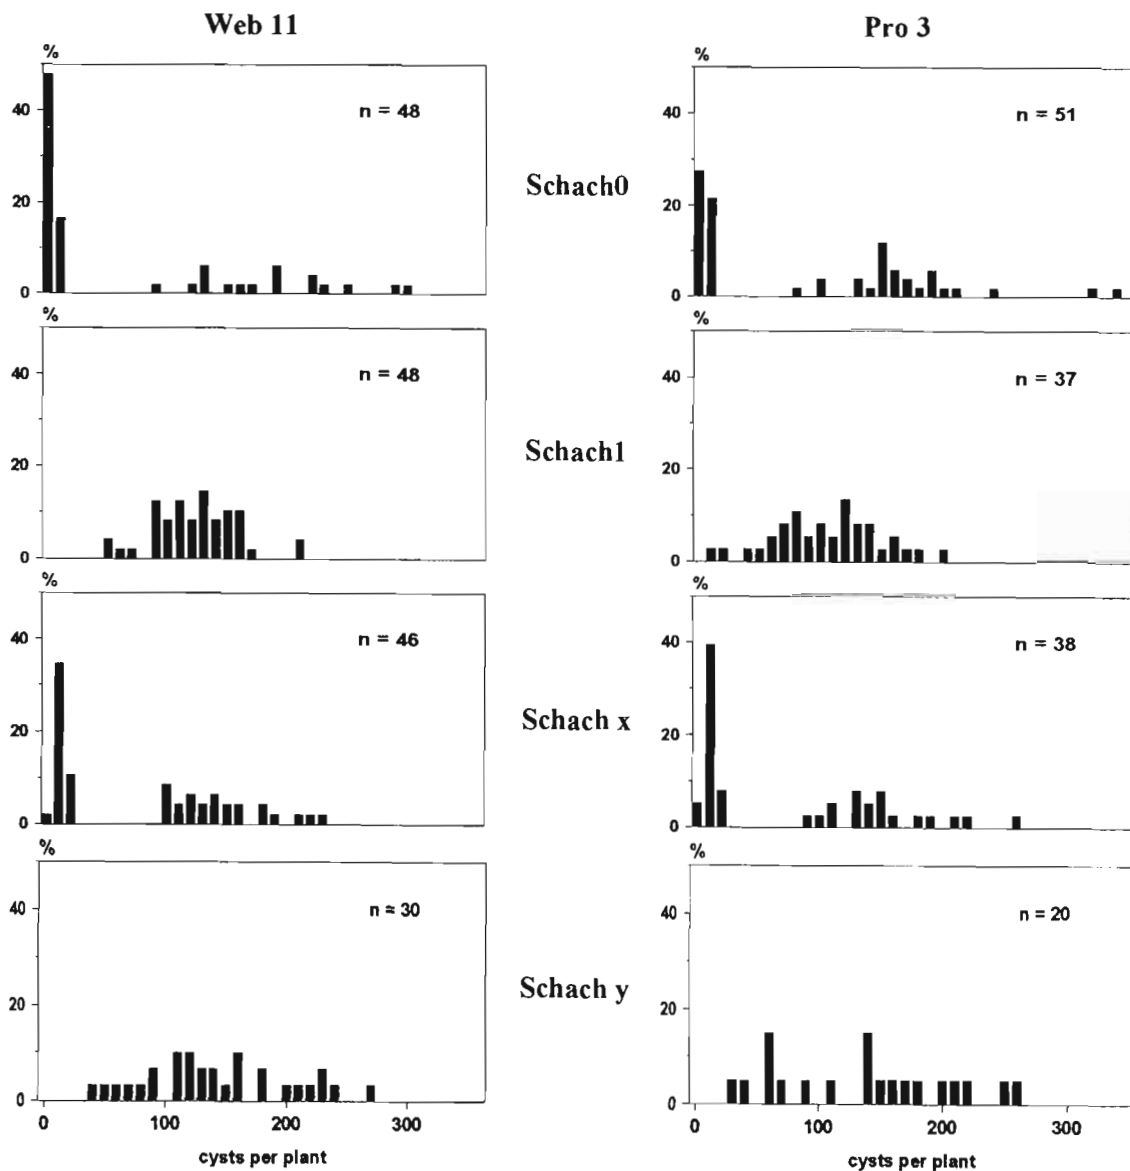 Web 11
Pro 3
%
40
20
0
n = 48
Schach0
%
40
20
0
n = 51
%
40
20
0
n = 48
Schach1
%
40
20
0
n = 37
%
40
20
0
n = 46
Schach x
%
40
20
0
n = 38
%
40
20
0
n = 30
Schach y
%
40
20
0
n = 20
0 100 200 300
cysts per plant
0 100 200 300
cysts per plant